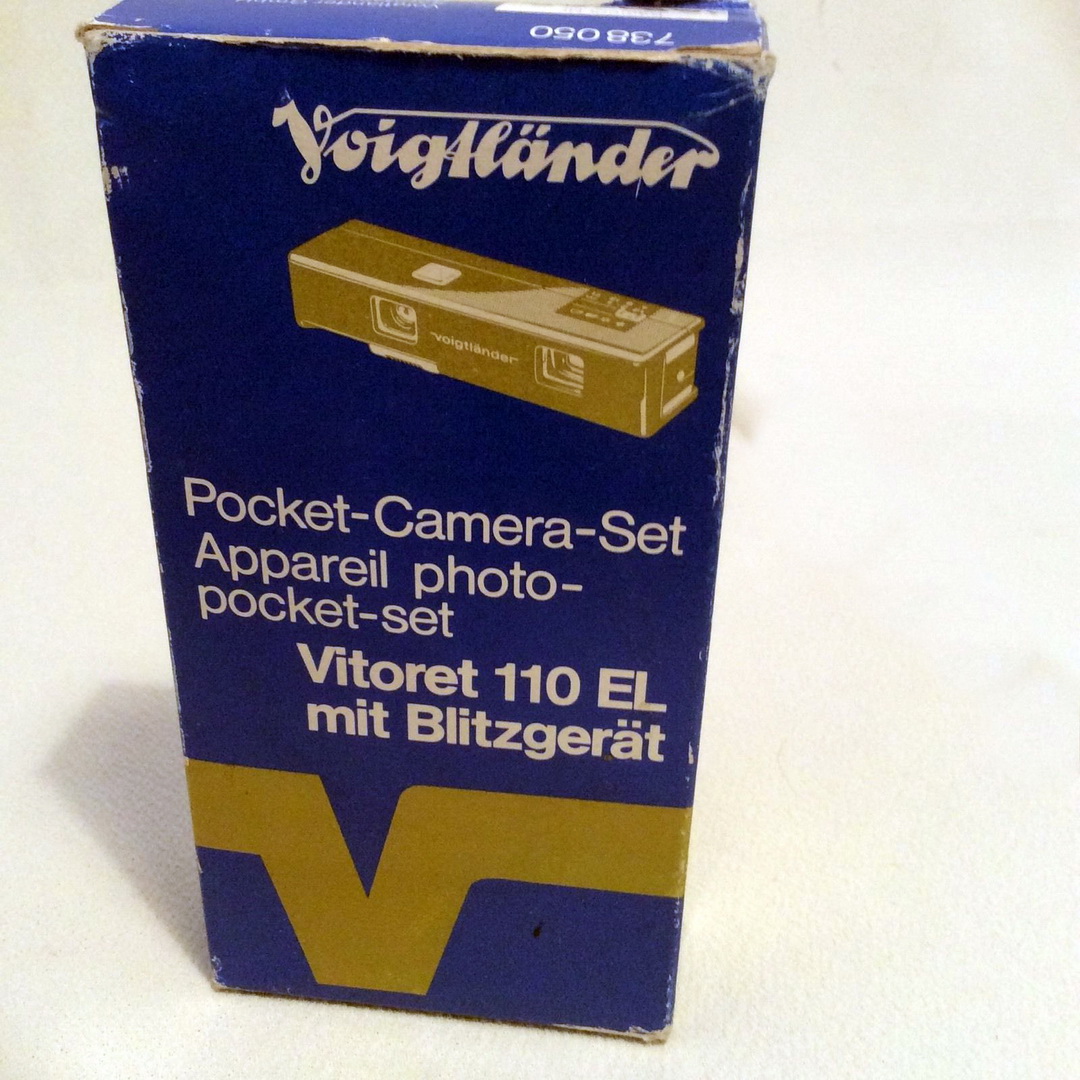 738 050
Voigtländer
voigtländer
Pocket-Camera-Set
Appareil photo-
pocket-set
Vitoret 110 EL
mit Blitzgerät